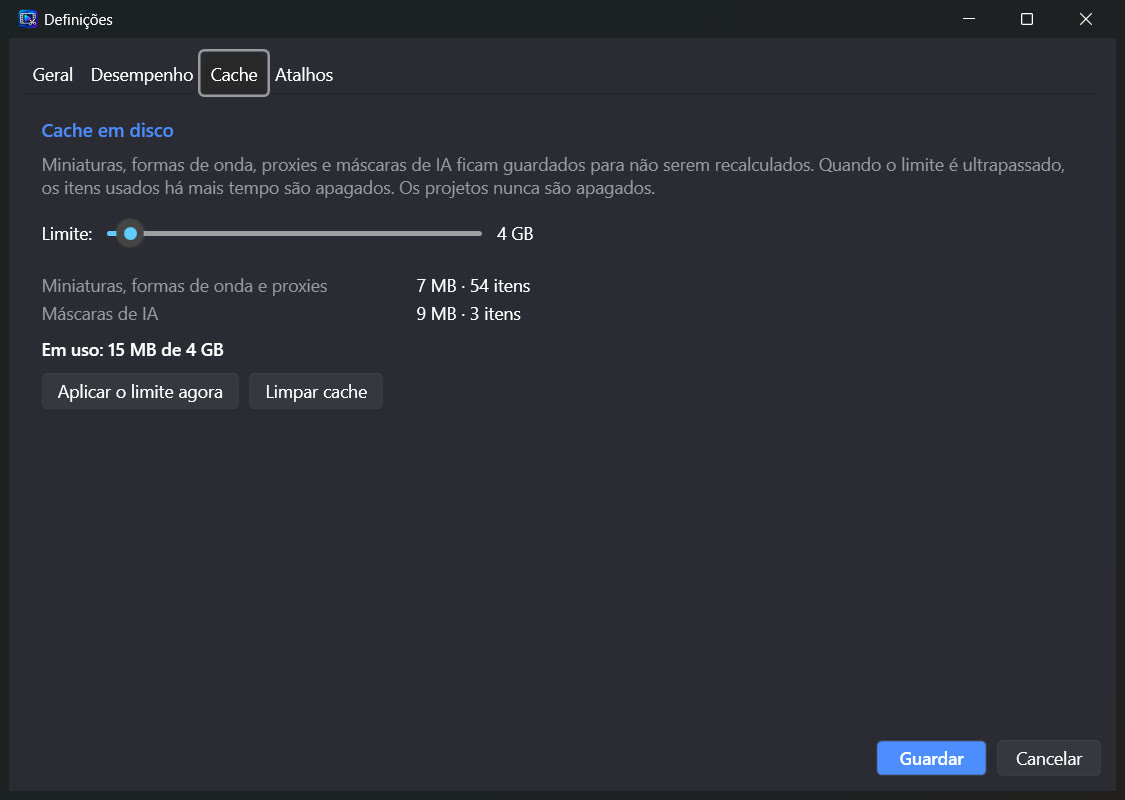 Definições
Geral Desempenho Cache Atalhos
Cache em disco
Miniaturas, formas de onda, proxies e máscaras de IA ficam guardados para não serem recalculados. Quando o limite é ultrapassado,
os itens usados há mais tempo são apagados. Os projetos nunca são apagados.
Limite: 4 GB
Miniaturas, formas de onda e proxies 7 MB · 54 itens
Máscaras de IA 9 MB · 3 itens
Em uso: 15 MB de 4 GB
Aplicar o limite agora Limpar cache
Guardar Cancelar